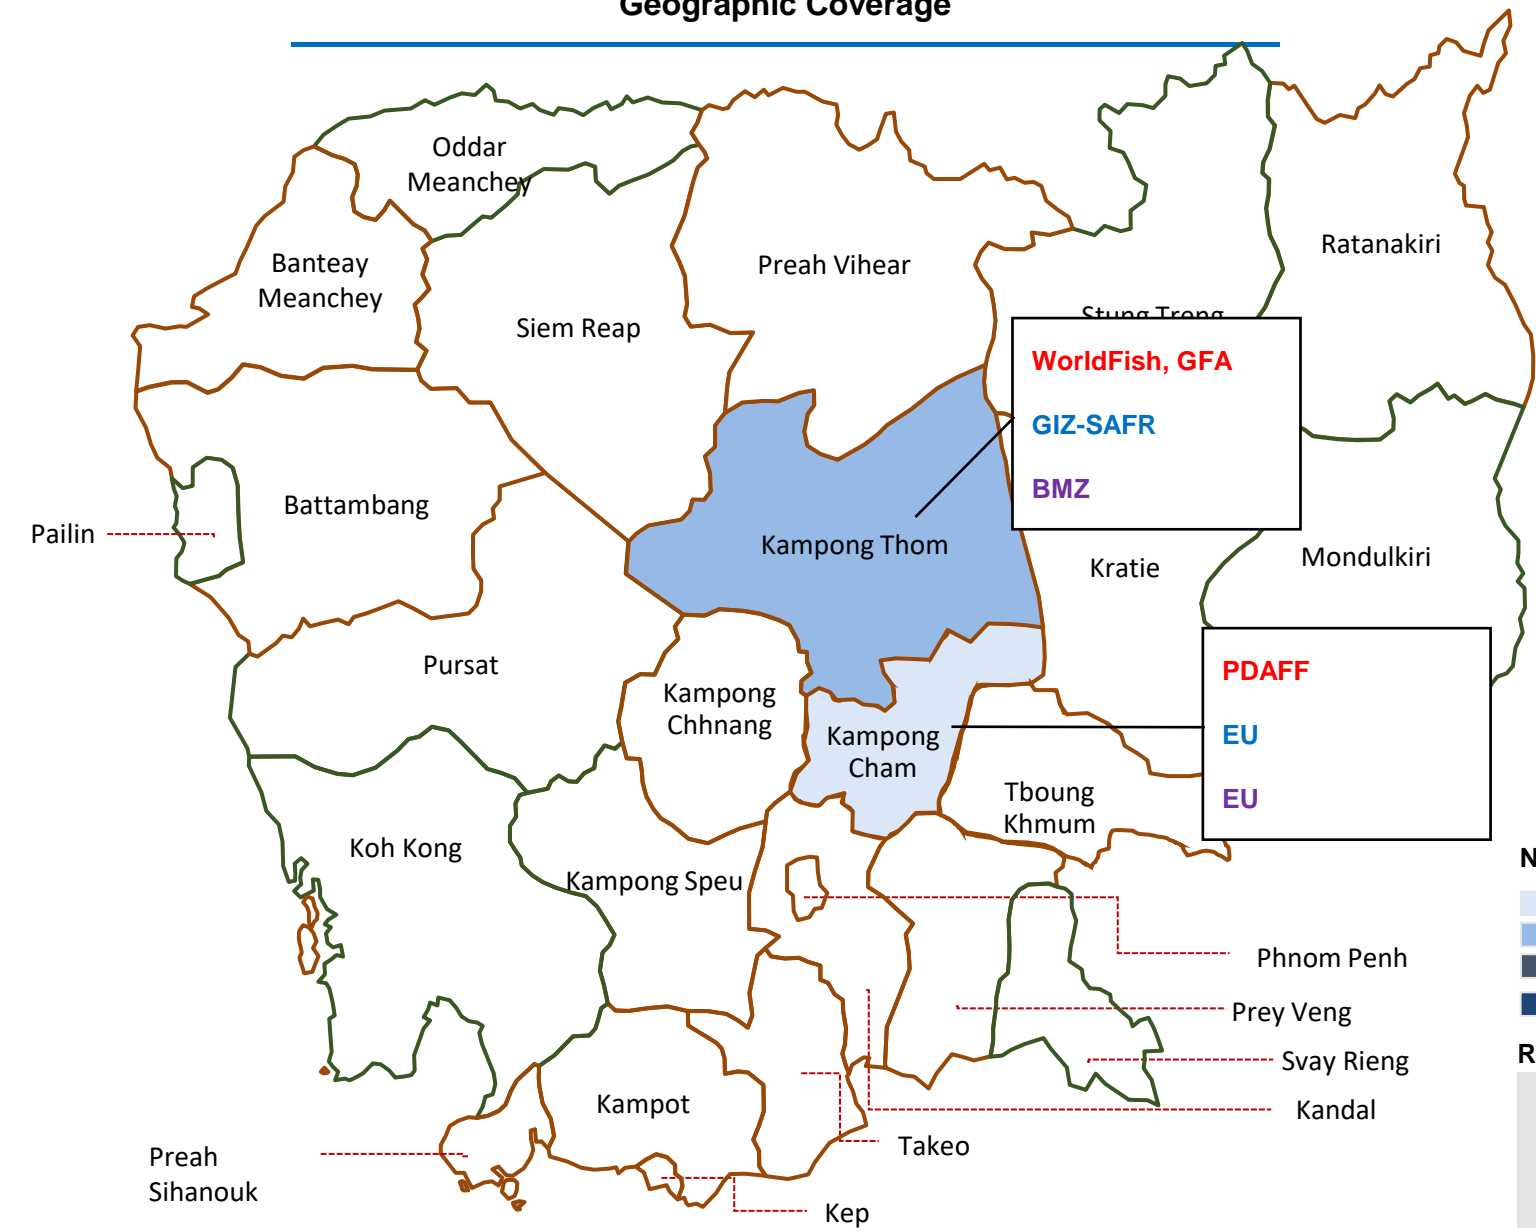 Geographic Coverage
Oddar
Meanchey
Banteay
Meanchey
Siem Reap
Preah Vihear
Stung Treng
Ratanakiri
WorldFish, GFA
GIZ-SAFR
BMZ
Pailin
Battambang
Kampong Thom
Kratie
Mondulkiri
Pursat
Kampong
Chhnang
Kampong
Cham
PDAFF
EU
EU
Tboung
Khmum
Koh Kong
Kampong Speu
N
Phnom Penh
Prey Veng
R
Svay Rieng
Kampot
Kandal
Takeo
Preah
Sihanouk
Kep